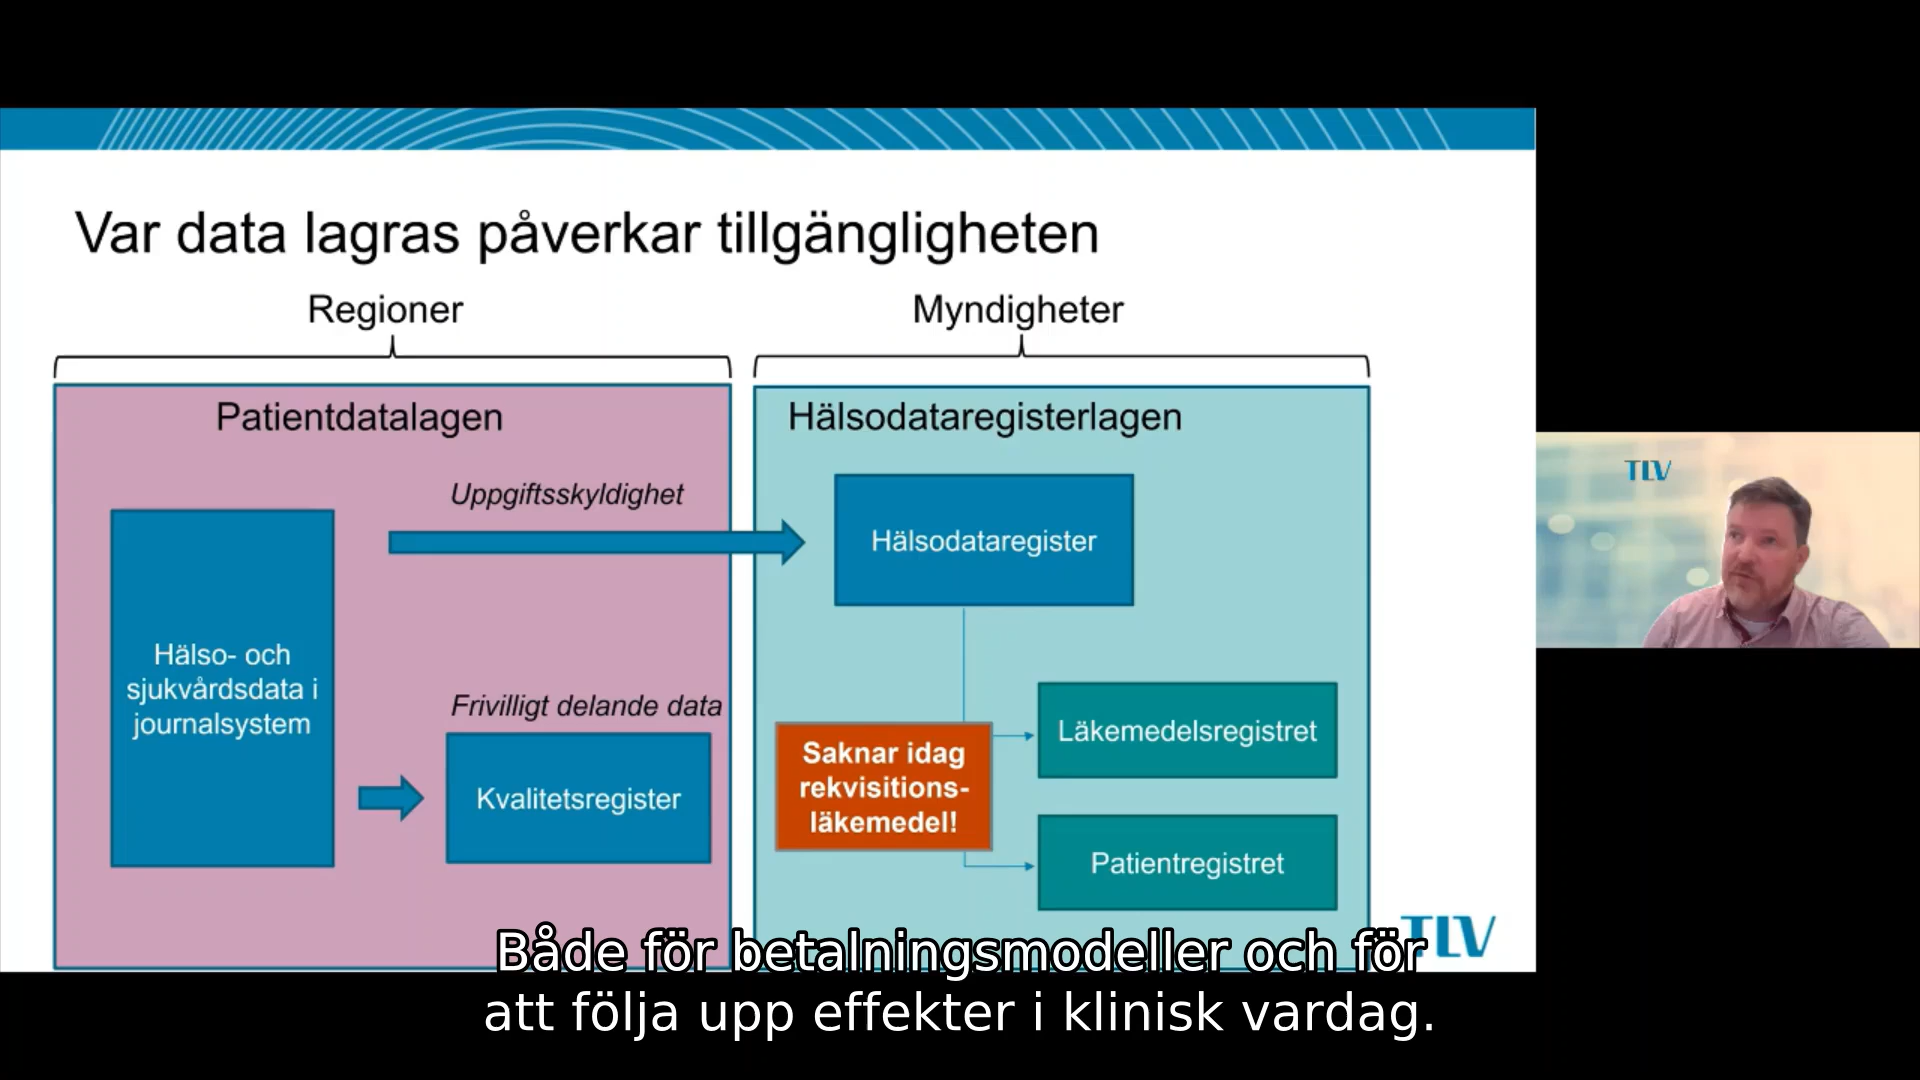 Var data lagras påverkar tillgängligheten
Regioner
Myndigheter
Patientdatalagen
Hälsodataregisterlagen
Uppgiftsskyldighet
Hälsodataregister
Hälso- och
sjukvårdsdata i
journalsystem
Frivilligt delande data
Kvalitetsregister
Saknar idag
rekvisitions-
läkemedel!
Läkemedelsregistret
Patientregistret
TLV
TLV
Både för betalningsmodeller och för
att följa upp effekter i klinisk vardag.